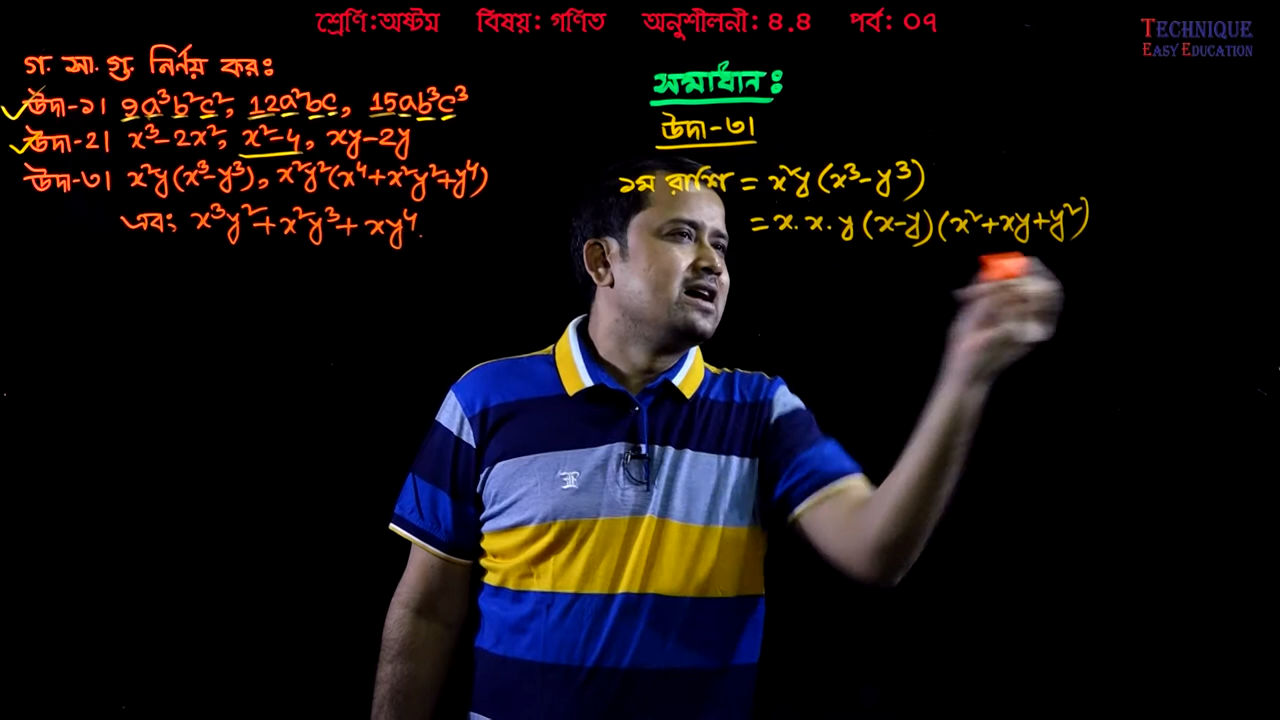 শ্রেণি:অষ্টম বিষয়: গণিত অনুশীলনী: ৪.৪ পর্ব: ০৭
TECHNIQUE
EASY EDUCATION
গ. সা. গু. নির্ণয় করঃ
উদা-১। 9a³b²c², 12a²bc, 15ab³c³
উদা-2। x³-2x², x²-4, xy-2y
উদা-৩। x²y(x³-y³), x²y²(x⁴+x²y²+y⁴)
এবং x³y²+x²y³+xy⁴.
সমাধানঃ
উদা-৩।
১ম রাশি = x²y(x³-y³)
= x.x.y(x-y)(x²+xy+y²)